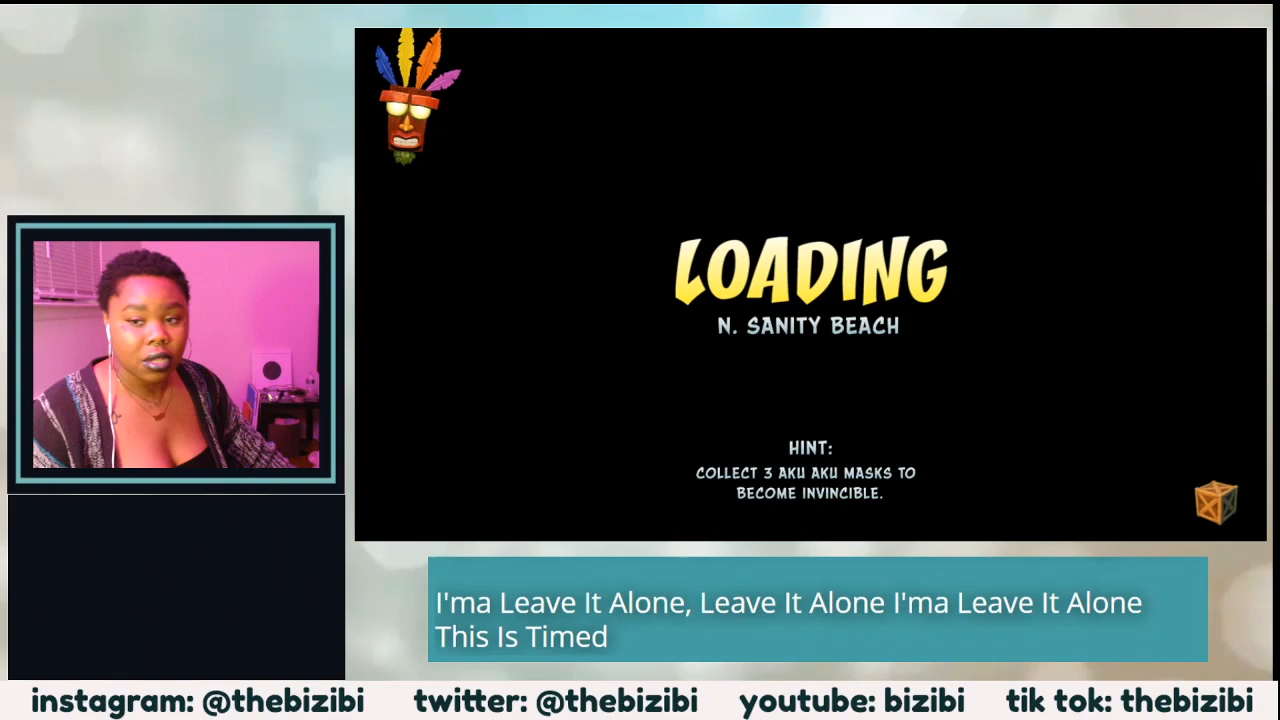 LOADING
N. SANITY BEACH
HINT:
COLLECT 3 AKU AKU MASKS TO
BECOME INVINCIBLE.
I'ma Leave It Alone, Leave It Alone I'ma Leave It Alone
This Is Timed
instagram: @thebizibi twitter: @thebizibi youtube: bizibi tik tok: thebizibi